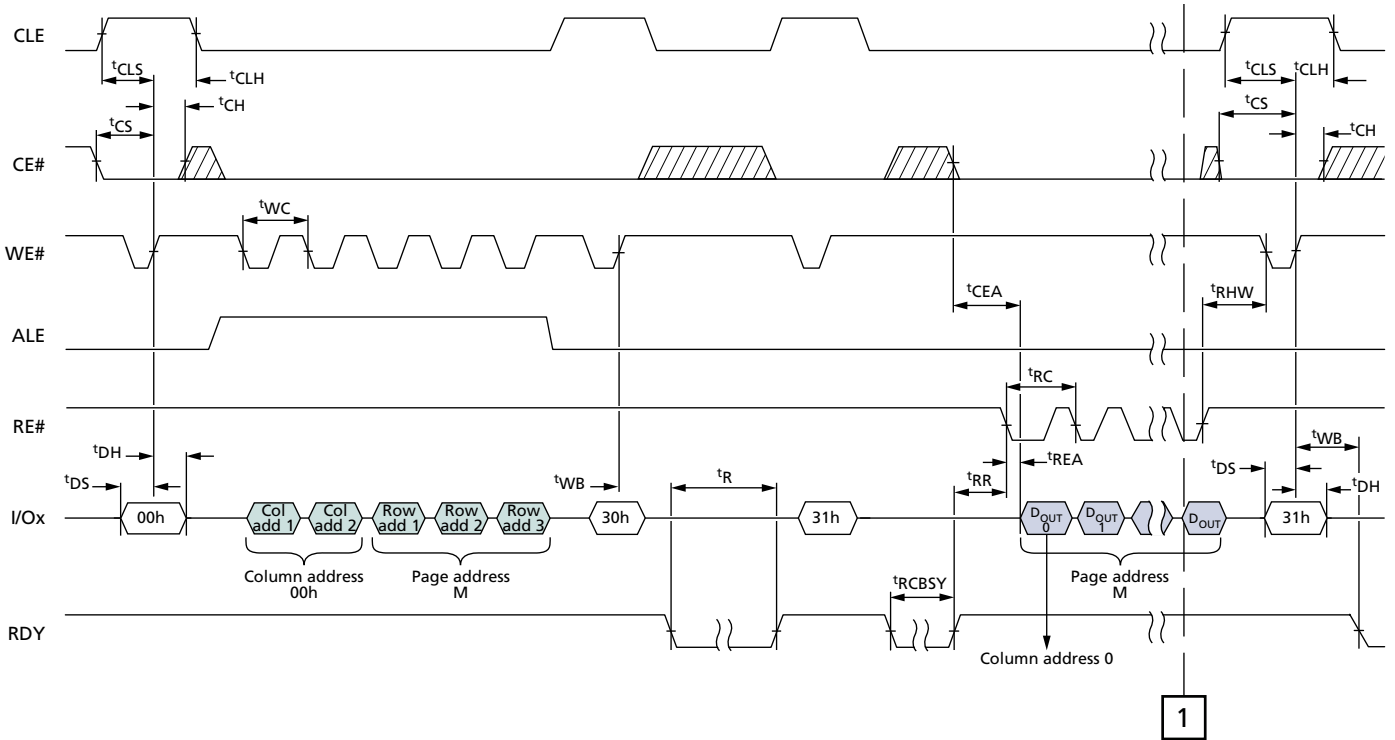 CLE
tCLS
tCLH
tCH
tCS
tCLS
tCLH
tCS
tCH
CE#
tWC
WE#
tCEA
tRHW
ALE
tRC
RE#
tDH
tDS
tWB
tR
tRR
tREA
tWB
tDS
tDH
I/Ox
00h
Col add 1
Col add 2
Row add 1
Row add 2
Row add 3
30h
31h
DOUT 0
DOUT 1
DOUT
31h
Column address 00h
Page address M
Page address M
tRCBSY
RDY
Column address 0
1